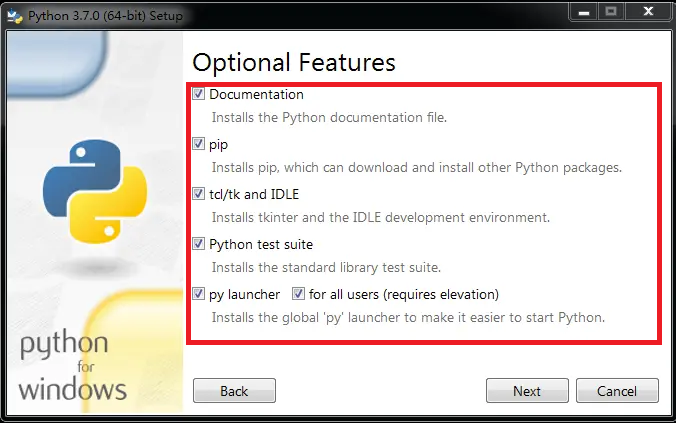 Python 3.7.0 (64-bit) Setup
Optional Features
Documentation
Installs the Python documentation file.
pip
Installs pip, which can download and install other Python packages.
tcl/tk and IDLE
Installs tkinter and the IDLE development environment.
Python test suite
Installs the standard library test suite.
py launcher for all users (requires elevation)
Installs the global 'py' launcher to make it easier to start Python.
python
for
windows
Back Next Cancel